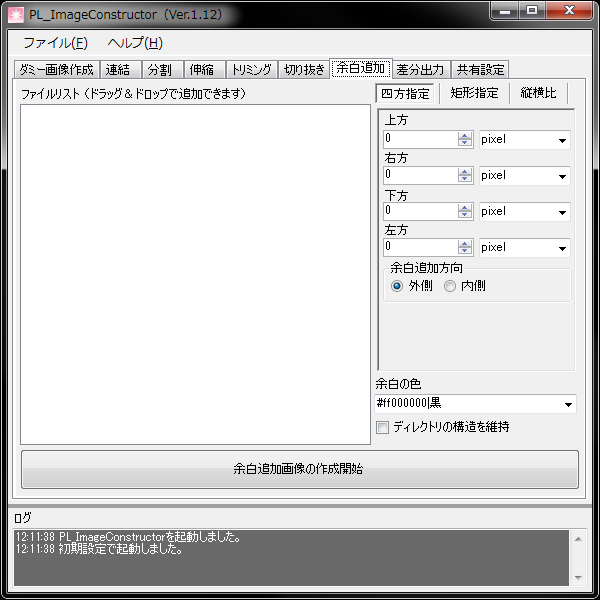 PL_ImageConstructor (Ver.1.12)
ファイル(F) ヘルプ(H)
ダミー画像作成 連結 分割 伸縮 トリミング 切り抜き 余白追加 差分出力 共有設定
ファイルリスト (ドラッグ&ドロップで追加できます)
四方指定 矩形指定 縦横比
上方
0 pixel
右方
0 pixel
下方
0 pixel
左方
0 pixel
余白追加方向
外側 内側
余白の色
#ff000000|黒
ディレクトリの構造を維持
余白追加画像の作成開始
ログ
12:11:38 PL_ImageConstructorを起動しました。
12:11:38 初期設定で起動しました。